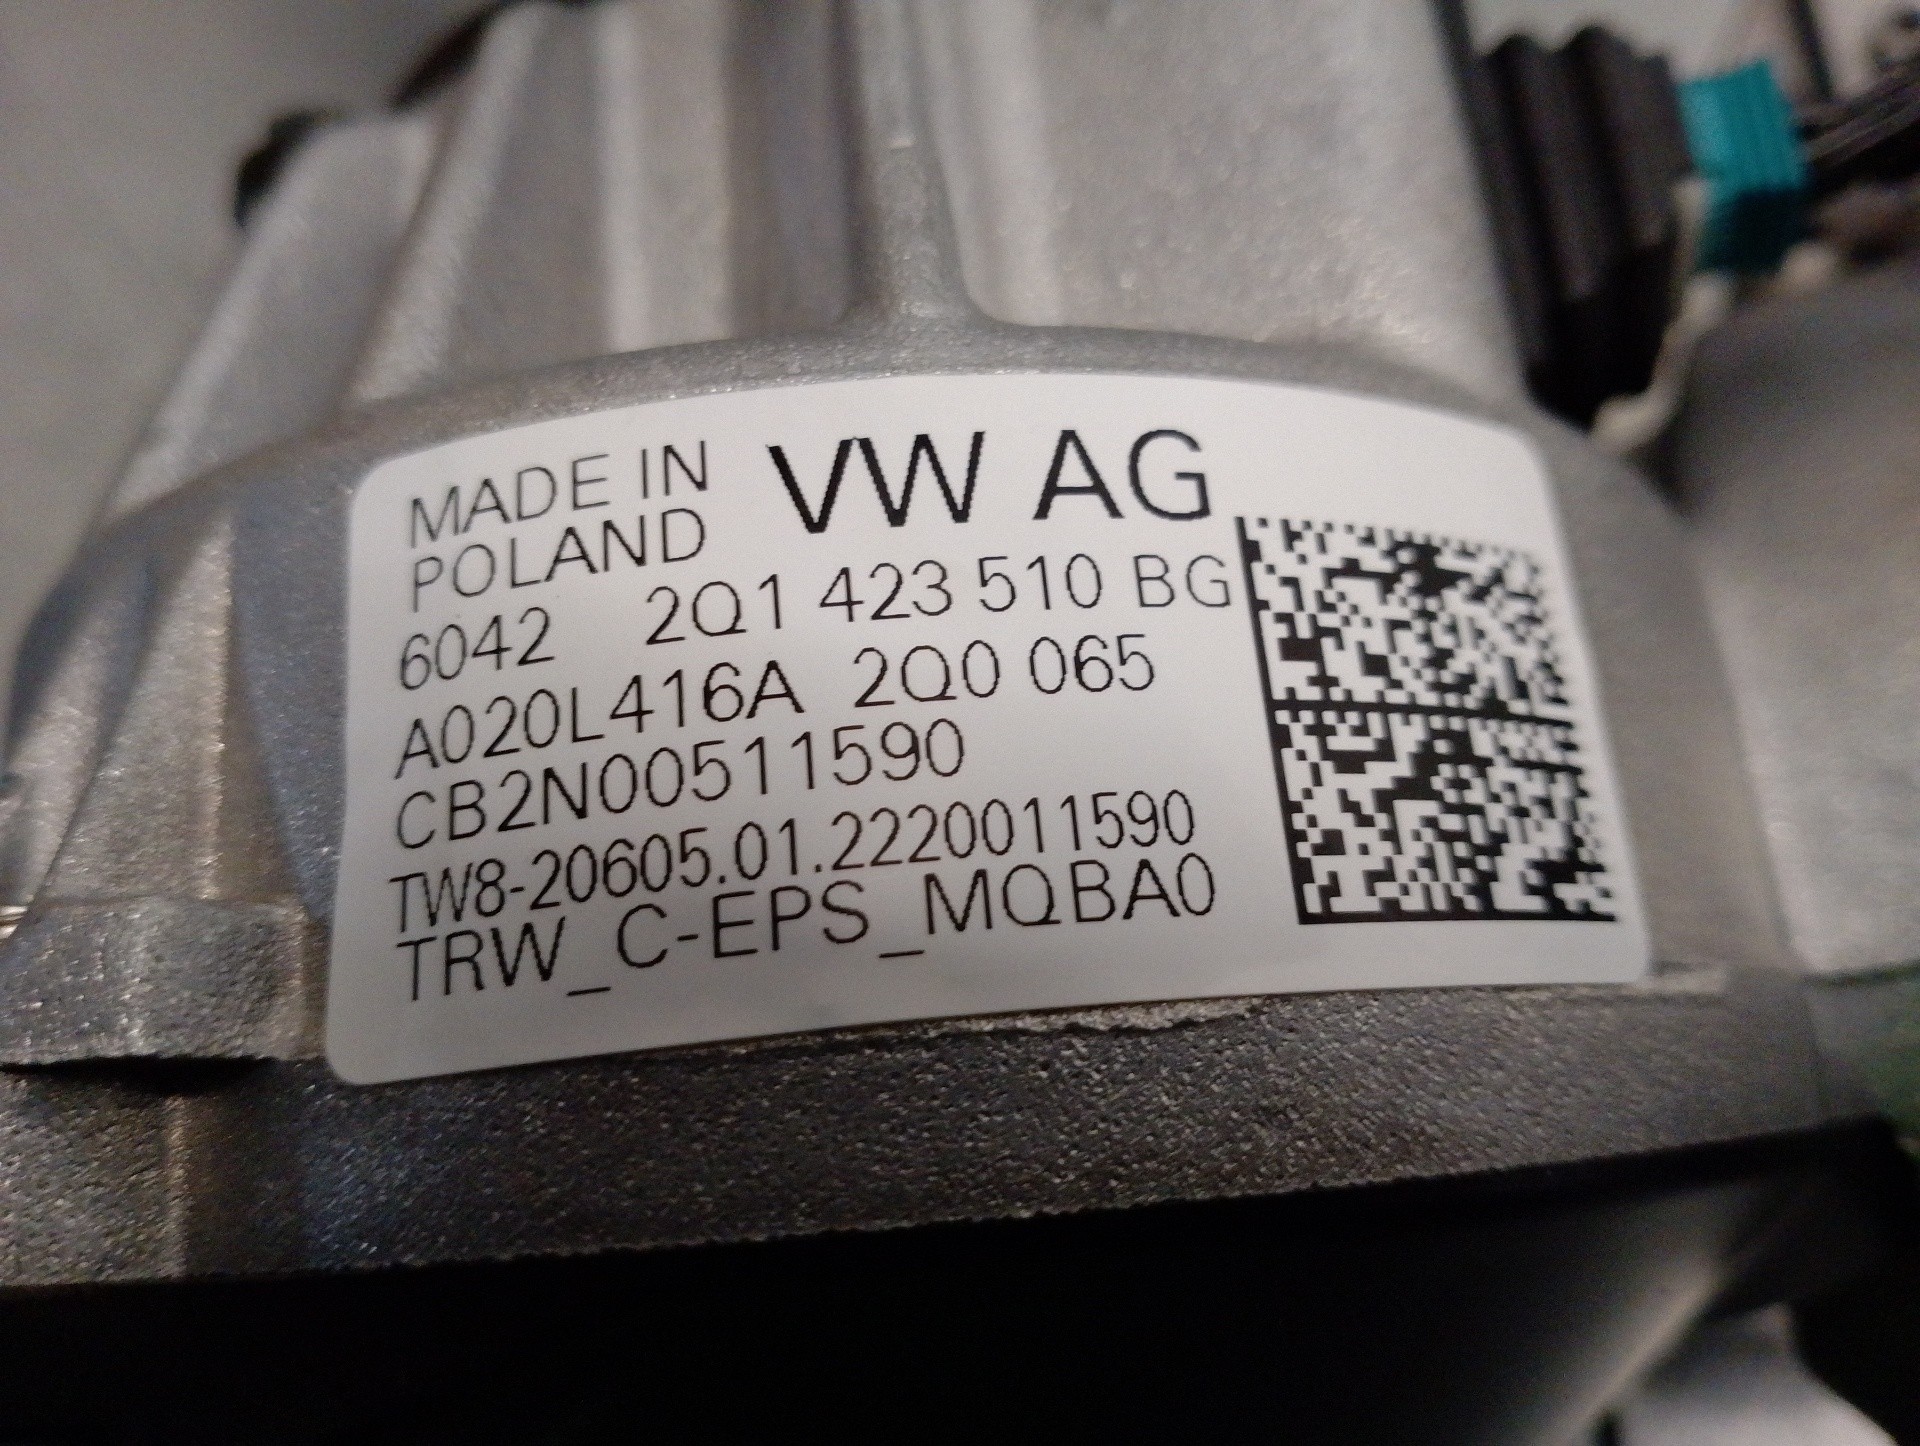 MADE IN
POLAND
VW AG
6042 2Q1 423 510 BG
A020L416A 2Q0 065
CB2N00511590
TW8-20605.01.2220011590
TRW_C-EPS_MQBA0